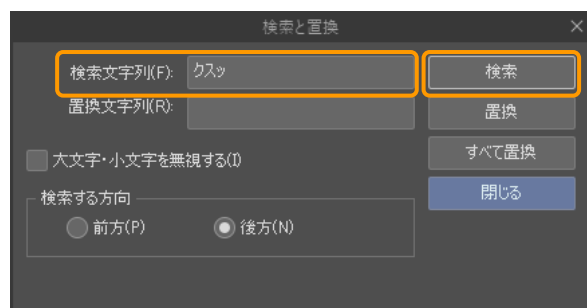 検索と置換
検索文字列(F): クスッ 検索
置換文字列(R): 置換
大文字・小文字を無視する(I) すべて置換
検索する方向 閉じる
前方(P) 後方(N)